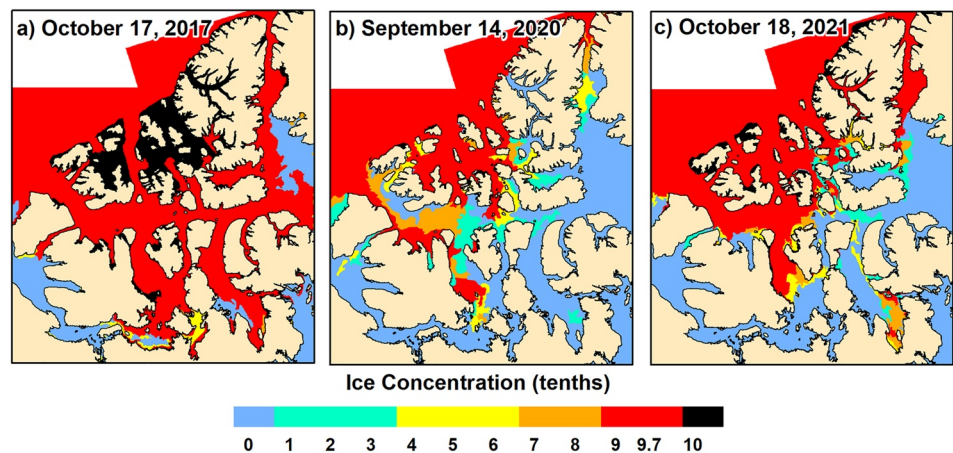 a) October 17, 2017
b) September 14, 2020
c) October 18, 2021
Ice Concentration (tenths)
0 1 2 3 4 5 6 7 8 9 9.7 10